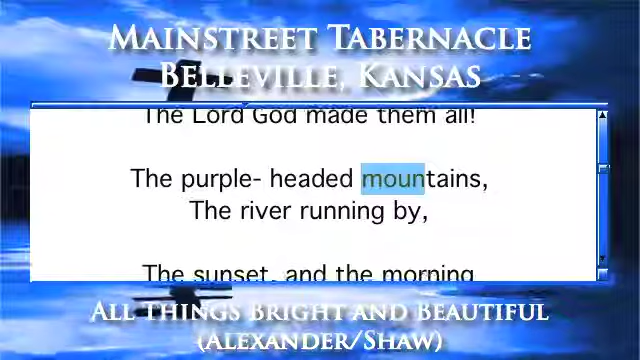 Mainstreet Tabernacle
Belleville, Kansas
The Lord God made them all!
The purple- headed mountains,
The river running by,
The sunset, and the morning
All Things Bright and Beautiful
(Alexander/Shaw)